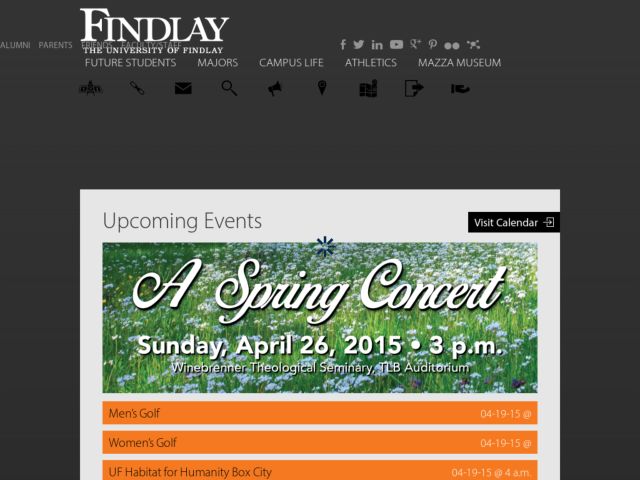 FINDLAY
THE UNIVERSITY OF FINDLAY
ALUMNI PARENTS FRIENDS FACULTY/STAFF
FUTURE STUDENTS MAJORS CAMPUS LIFE ATHLETICS MAZZA MUSEUM
Upcoming Events
Visit Calendar
A Spring Concert
Sunday, April 26, 2015 • 3 p.m.
Winebrenner Theological Seminary, TLB Auditorium
Men's Golf 04-19-15 @
Women's Golf 04-19-15 @
UF Habitat for Humanity Box City 04-19-15 @ 4 a.m.